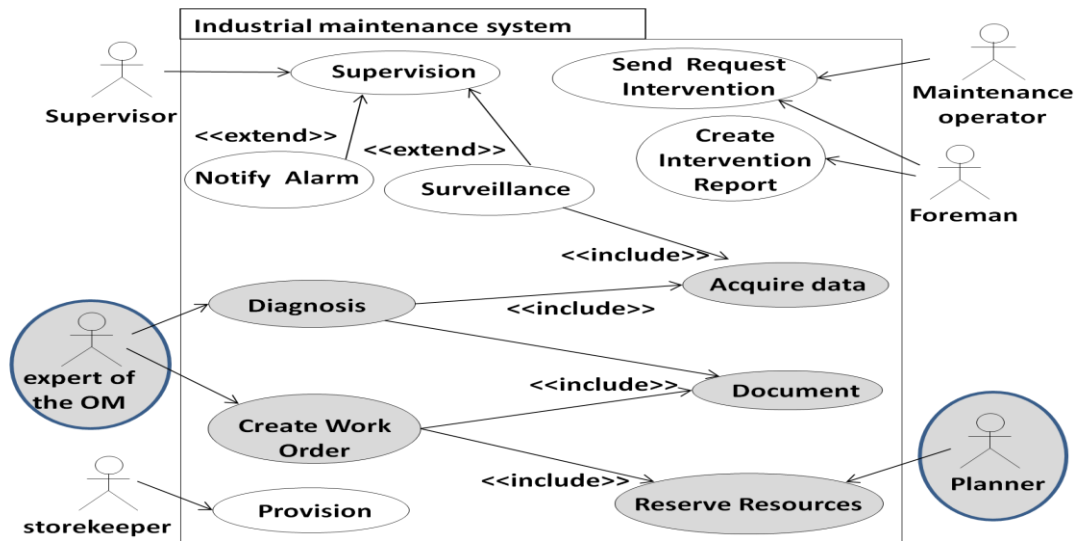 Industrial maintenance system
Supervisor
Supervision
Send Request
Intervention
Maintenance
operator
<<extend>>
<<extend>>
Create
Intervention
Report
Notify Alarm
Surveillance
Foreman
<<include>>
Diagnosis
<<include>>
Acquire data
expert of
the OM
<<include>>
Document
Create Work
Order
<<include>>
Reserve Resources
Planner
storekeeper
Provision